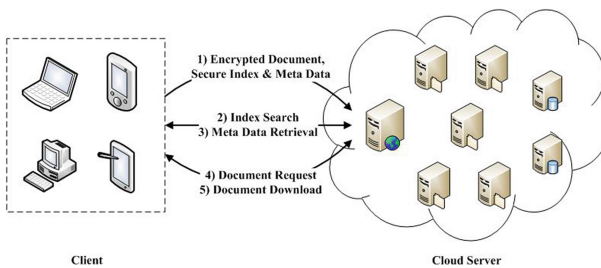 1) Encrypted Document,
Secure Index & Meta Data
2) Index Search
3) Meta Data Retrieval
4) Document Request
5) Document Download
Client
Cloud Server